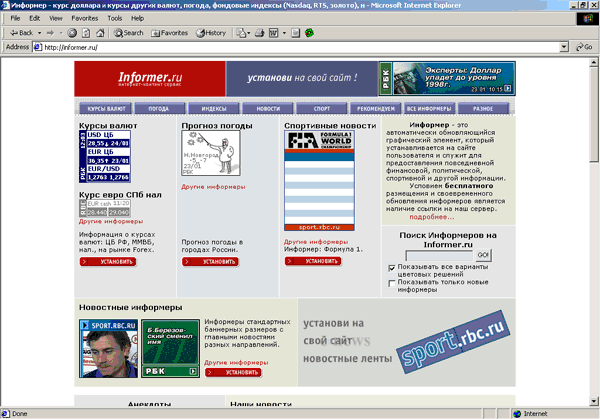 Информер - курс доллара и курсы других валют, погода, фондовые индексы (Nasdaq, RTS, золото), н - Microsoft Internet Explorer
File Edit View Favorites Tools Help
Back Search Favorites History
Address http://informer.ru/ Go
Informer.ru
интернет-контент сервис
установи на свой сайт !
РБК
Эксперты: Доллар
упадет до уровня
1998г.
23.01 10:15
КУРСЫ ВАЛЮТ ПОГОДА ИНДЕКСЫ НОВОСТИ СПОРТ РЕКОМЕНДУЕМ ВСЕ ИНФОРМЕРЫ РАЗНОЕ
Курсы валют
USD ЦБ
28,55 24/01
EUR ЦБ
36,35 23/01
EUR/USD
1,2763 1,2766
РБК 12:03
Курс евро СПб нал
EUR cash 11/20
28.440 29.040
Другие информеры
Информация о курсах
валют: ЦБ РФ, ММВБ,
нал., на рынке Forex.
УСТАНОВИТЬ
Прогноз погоды
Н.Новгород
-5..-7
23/01
РБК
Другие информеры
Прогноз погоды в
городах России.
УСТАНОВИТЬ
Спортивные новости
FORMULA 1
WORLD
CHAMPIONSHIP
sport.rbc.ru
Другие информеры
Информер: Формула 1.
УСТАНОВИТЬ
Информер - это
автоматически обновляющийся
графический элемент, который
устанавливается на сайте
пользователя и служит для
предоставления повседневной
финансовой, политической,
спортивной и другой информации.
Условием бесплатного
размещения и своевременного
обновления информеров является
наличие ссылки на наш сервер.
подробнее...
Поиск Информеров на
Informer.ru
GO!
Показывать все варианты
цветовых решений
Показывать только новые
информеры
Новостные информеры
SPORT.RBC.RU
Б.Березов-
ский сменил
имя
РБК
Информеры стандартных
баннерных размеров с
главными новостями
разных направлений.
Другие информеры
УСТАНОВИТЬ
установи на
свой сайт
новостные ленты
news
sport.rbc.ru
Анекдоты Наши новости
Done Internet